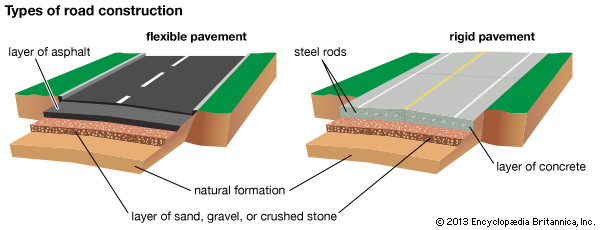 Types of road construction
flexible pavement
rigid pavement
layer of asphalt
steel rods
layer of concrete
natural formation
layer of sand, gravel, or crushed stone
© 2013 Encyclopædia Britannica, Inc.